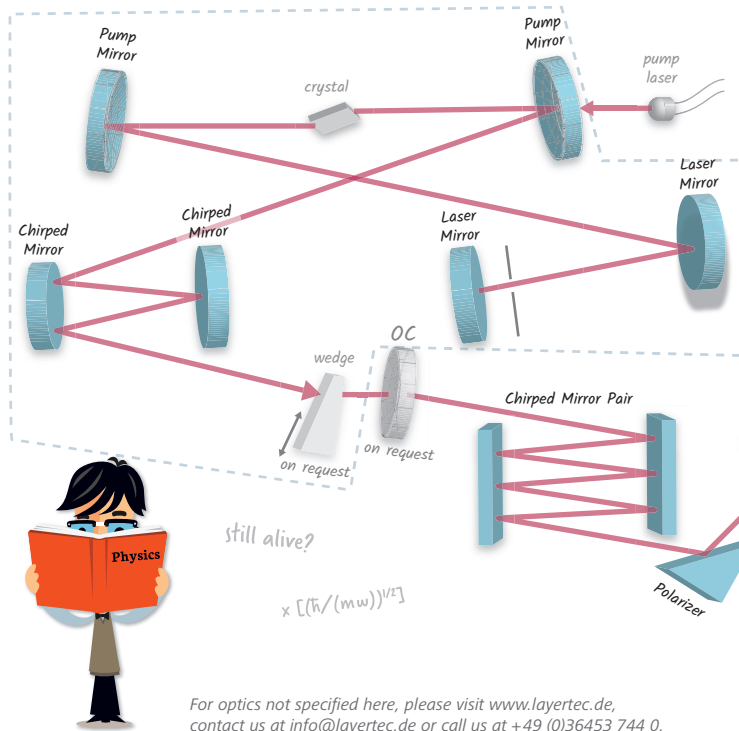 Pump
Mirror
Pump
Mirror
pump
laser
crystal
Laser
Mirror
Chirped
Mirror
Chirped
Mirror
Laser
Mirror
OC
wedge
on request
on request
Chirped Mirror Pair
Physics
still alive?
x [(ħ/(mw))^1/2]
Polarizer
For optics not specified here, please visit www.layertec.de,
contact us at info@layertec.de or call us at +49 (0)36453 744 0.